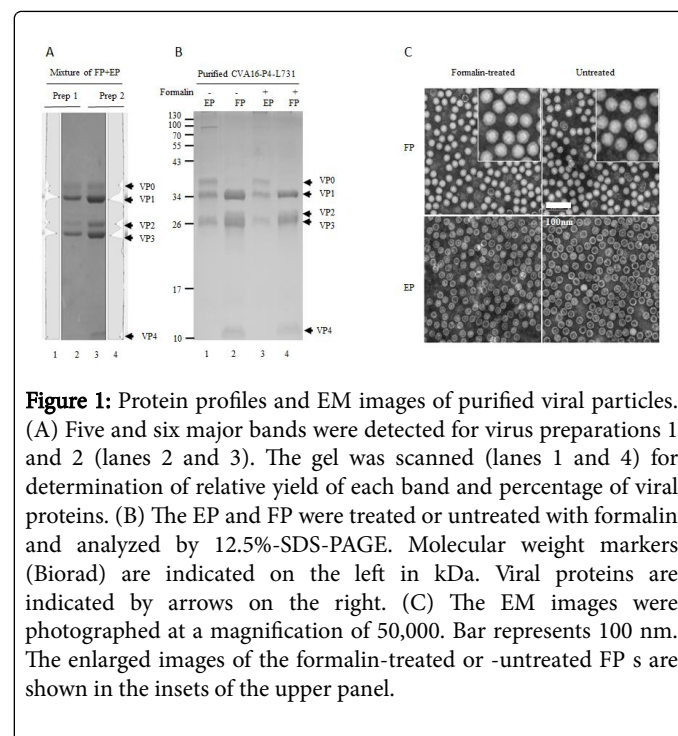 A
Mixture of FP+EP
Prep 1 Prep 2
VP0
VP1
VP2
VP3
VP4
1 2 3 4
B
Purified CVA16-P4-L731
Formalin - - + +
EP FP EP FP
130
100
70
55
43
34
26
17
10
VP0
VP1
VP2
VP3
VP4
1 2 3 4
C
Formalin-treated Untreated
FP
100nm
EP
Figure 1: Protein profiles and EM images of purified viral particles.
(A) Five and six major bands were detected for virus preparations 1
and 2 (lanes 2 and 3). The gel was scanned (lanes 1 and 4) for
determination of relative yield of each band and percentage of viral
proteins. (B) The EP and FP were treated or untreated with formalin
and analyzed by 12.5%-SDS-PAGE. Molecular weight markers
(Biorad) are indicated on the left in kDa. Viral proteins are
indicated by arrows on the right. (C) The EM images were
photographed at a magnification of 50,000. Bar represents 100 nm.
The enlarged images of the formalin-treated or -untreated FP s are
shown in the insets of the upper panel.